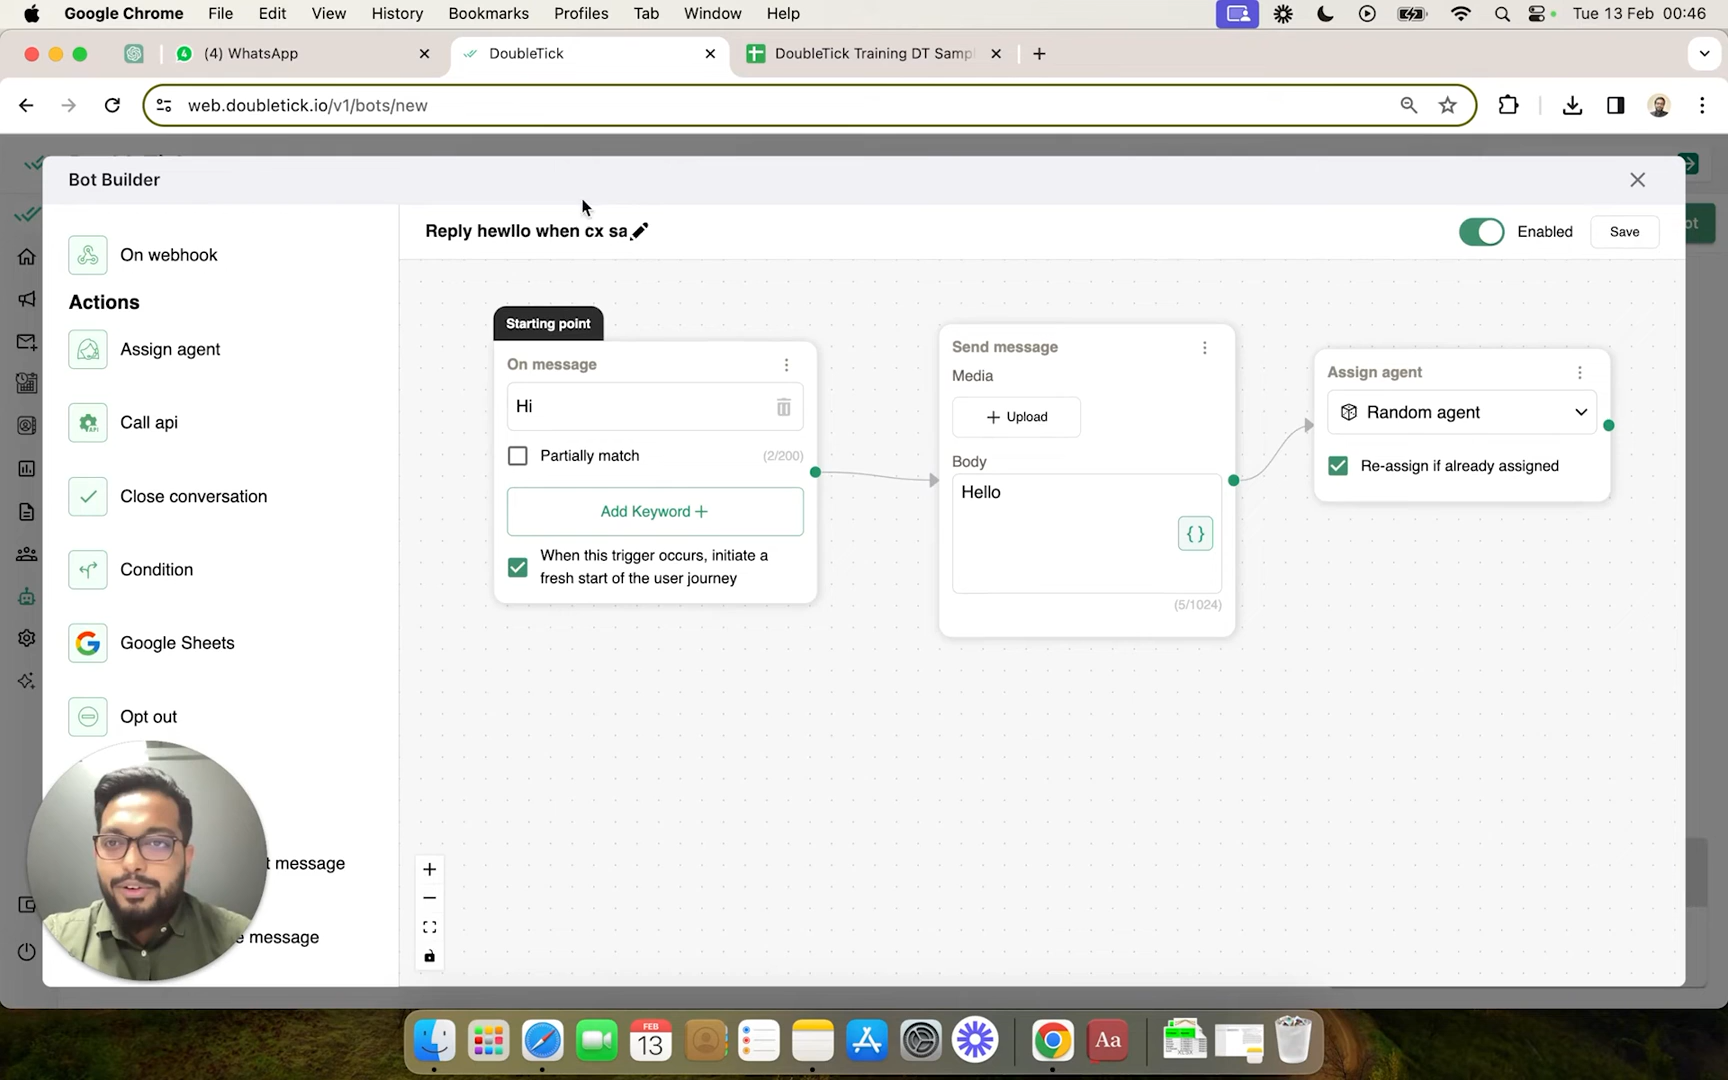 Google Chrome File Edit View History Bookmarks Profiles Tab Window Help Tue 13 Feb 00:46
4 (4) WhatsApp DoubleTick DoubleTick Training DT Samp
web.doubletick.io/v1/bots/new
Bot Builder
Reply hewllo when cx sa Enabled Save
On webhook
Actions
Assign agent
Call api
Close conversation
Condition
Google Sheets
Opt out
t message
e message
Starting point
On message
Hi
Partially match (2/200)
Add Keyword +
When this trigger occurs, initiate a
fresh start of the user journey
Send message
Media
+ Upload
Body
Hello
{}
(5/1024)
Assign agent
Random agent
Re-assign if already assigned
FEB
13
Aa